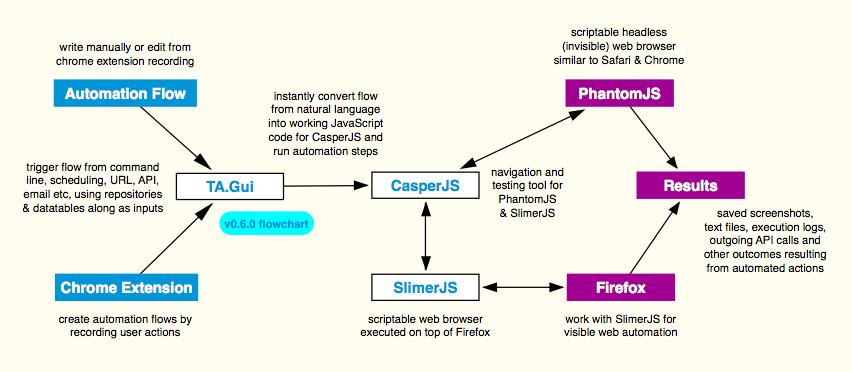 write manually or edit from
chrome extension recording
Automation Flow
scriptable headless
(invisible) web browser
similar to Safari & Chrome
PhantomJS
instantly convert flow
from natural language
into working JavaScript
code for CasperJS and
run automation steps
trigger flow from command
line, scheduling, URL, API,
email etc, using repositories
& datatables along as inputs
TA.Gui
v0.6.0 flowchart
CasperJS
navigation and
testing tool for
PhantomJS
& SlimerJS
Results
saved screenshots,
text files, execution logs,
outgoing API calls and
other outcomes resulting
from automated actions
Chrome Extension
create automation flows by
recording user actions
SlimerJS
scriptable web browser
executed on top of Firefox
Firefox
work with SlimerJS for
visible web automation